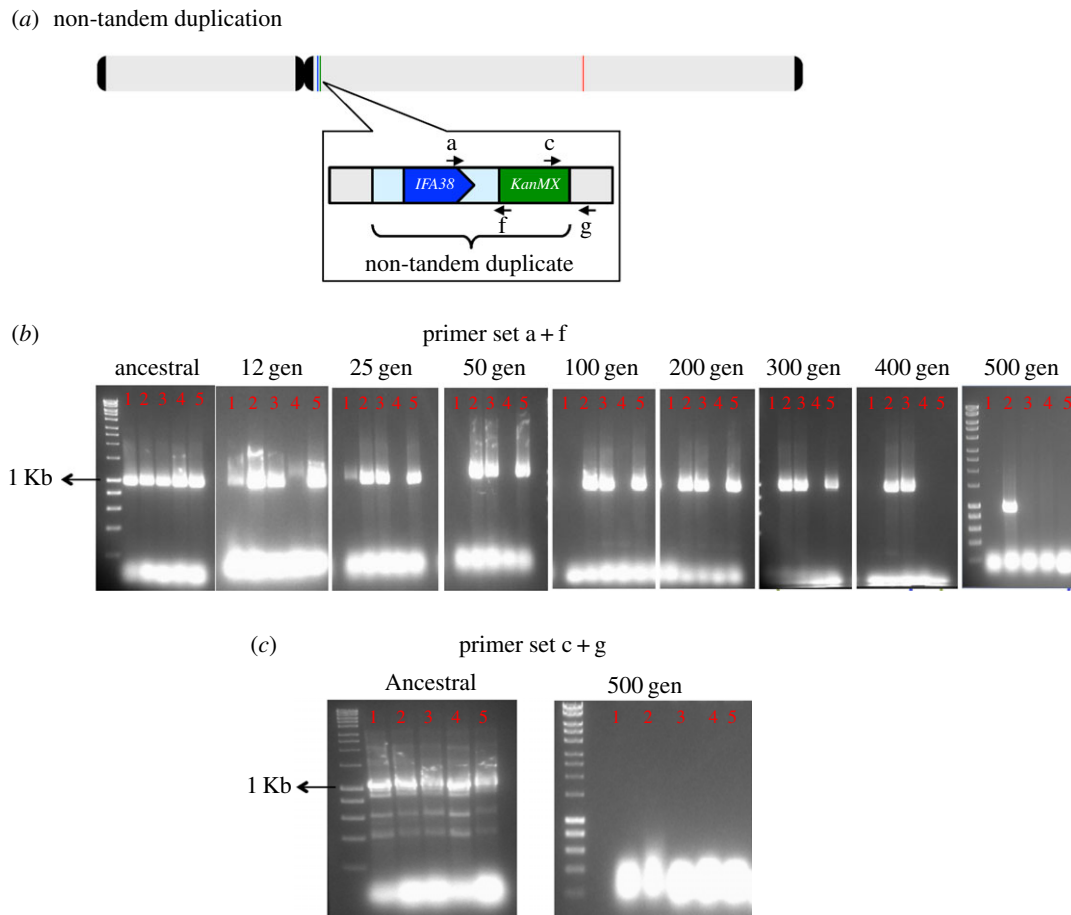 (a) non-tandem duplication
a c
IFA38 KanMX
f g
non-tandem duplicate
(b) primer set a + f
ancestral 12 gen 25 gen 50 gen 100 gen 200 gen 300 gen 400 gen 500 gen
1 2 3 4 5 1 2 3 4 5 1 2 3 4 5 1 2 3 4 5 1 2 3 4 5 1 2 3 4 5 1 2 3 4 5 1 2 3 4 5 1 2 3 4 5
1 Kb
(c) primer set c + g
Ancestral 500 gen
1 2 3 4 5 1 2 3 4 5
1 Kb